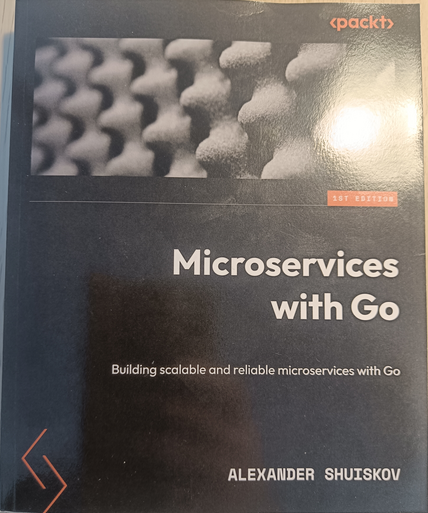 <packt>
1ST EDITION
Microservices
with Go
Building scalable and reliable microservices with Go
ALEXANDER SHUISKOV